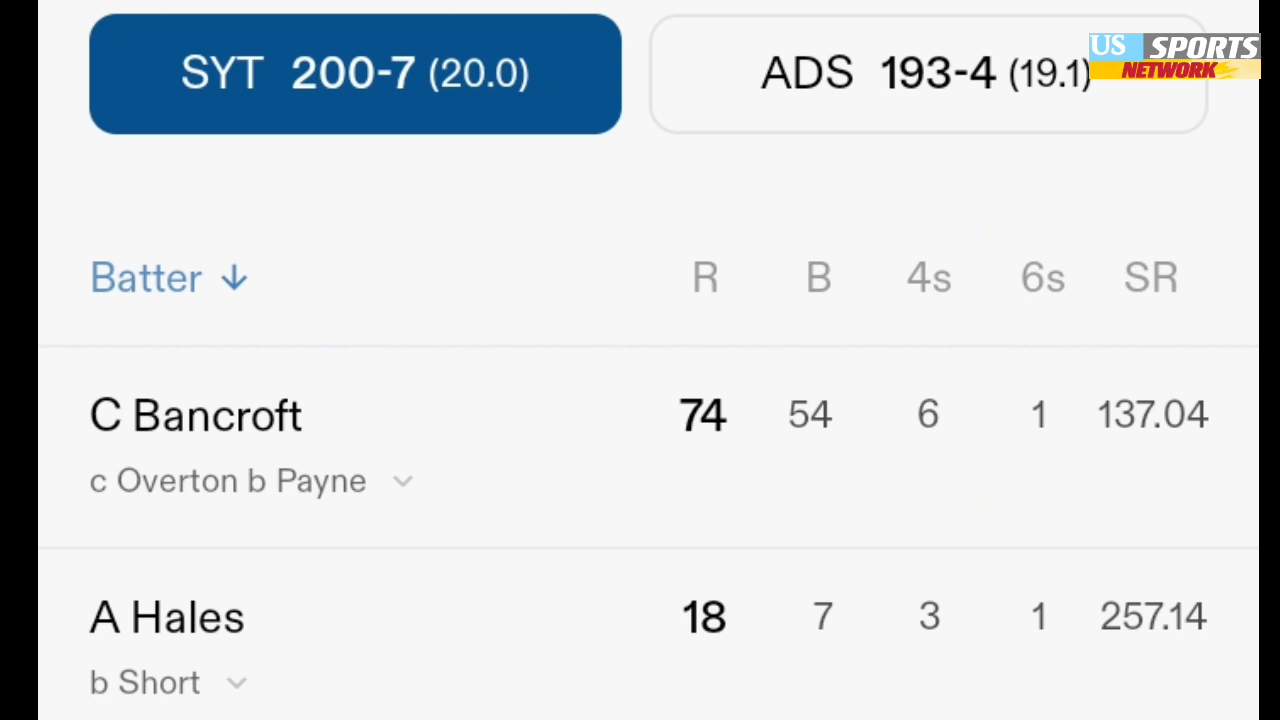 SYT 200-7 (20.0)
ADS 193-4 (19.1)
US SPORTS
NETWORK
Batter ↓ R B 4s 6s SR
C Bancroft 74 54 6 1 137.04
c Overton b Payne
A Hales 18 7 3 1 257.14
b Short